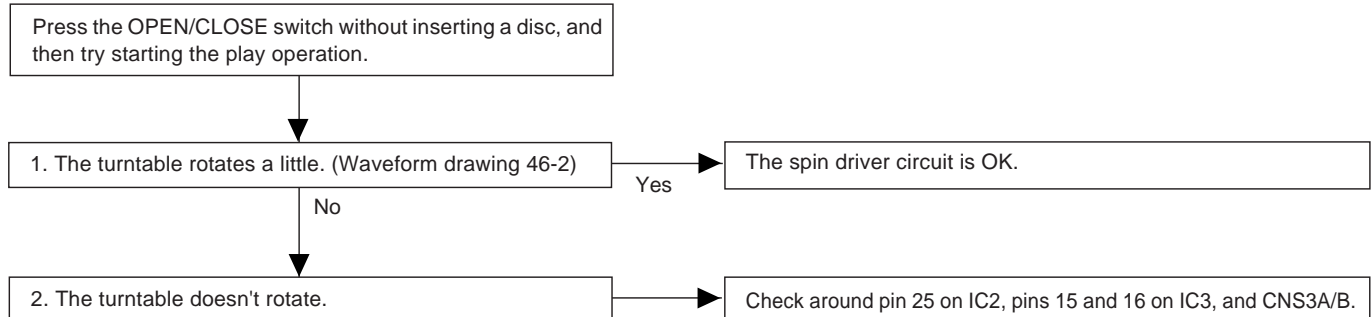 Press the OPEN/CLOSE switch without inserting a disc, and
then try starting the play operation.
1. The turntable rotates a little. (Waveform drawing 46-2)
Yes
The spin driver circuit is OK.
No
2. The turntable doesn't rotate.
Check around pin 25 on IC2, pins 15 and 16 on IC3, and CNS3A/B.